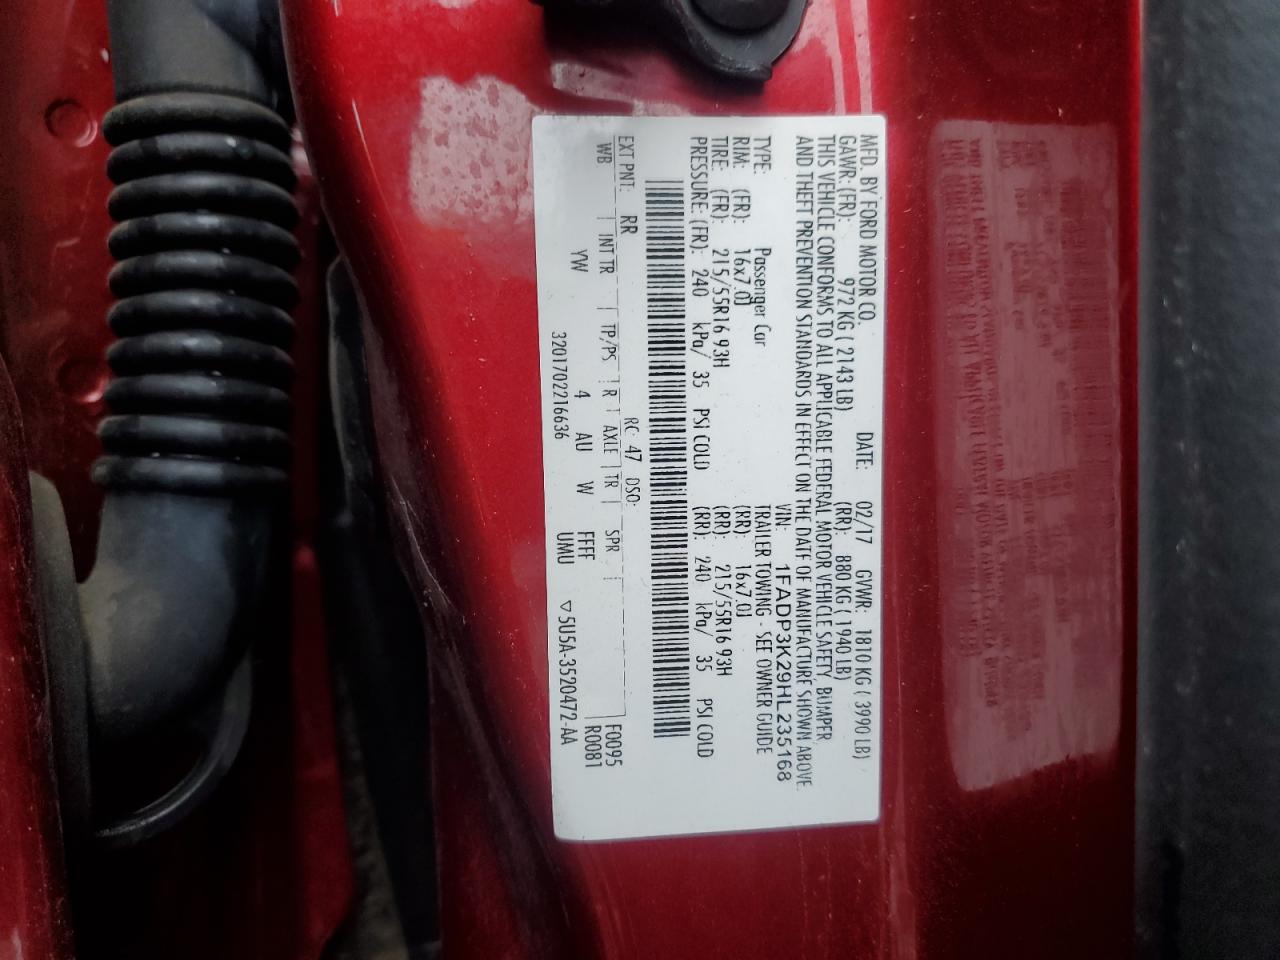 MFD. BY FORD MOTOR CO. DATE: 02/17 GVWR: 1810 KG ( 3990 LB)
GAWR: (FR): 972 KG ( 2143 LB) (RR): 880 KG ( 1940 LB)
THIS VEHICLE CONFORMS TO ALL APPLICABLE FEDERAL MOTOR VEHICLE SAFETY, BUMPER,
AND THEFT PREVENTION STANDARDS IN EFFECT ON THE DATE OF MANUFACTURE SHOWN ABOVE.
VIN: 1FADP3K29HL235168
TYPE: Passenger Car TRAILER TOWING - SEE OWNER GUIDE
RIM: (FR): 16x7.0J (RR): 16x7.0J
TIRE: (FR): 215/55R16 93H (RR): 215/55R16 93H
PRESSURE: (FR): 240 kPa/ 35 PSI COLD (RR): 240 kPa/ 35 PSI COLD
EXT PNT: RR RC: 47 DSO: F0095
WB INT TR TP/PS R AXLE TR SPR R0081
YW 4 AU W FFFF
3201702216636 UMU ▽5U5A-3520472-AA